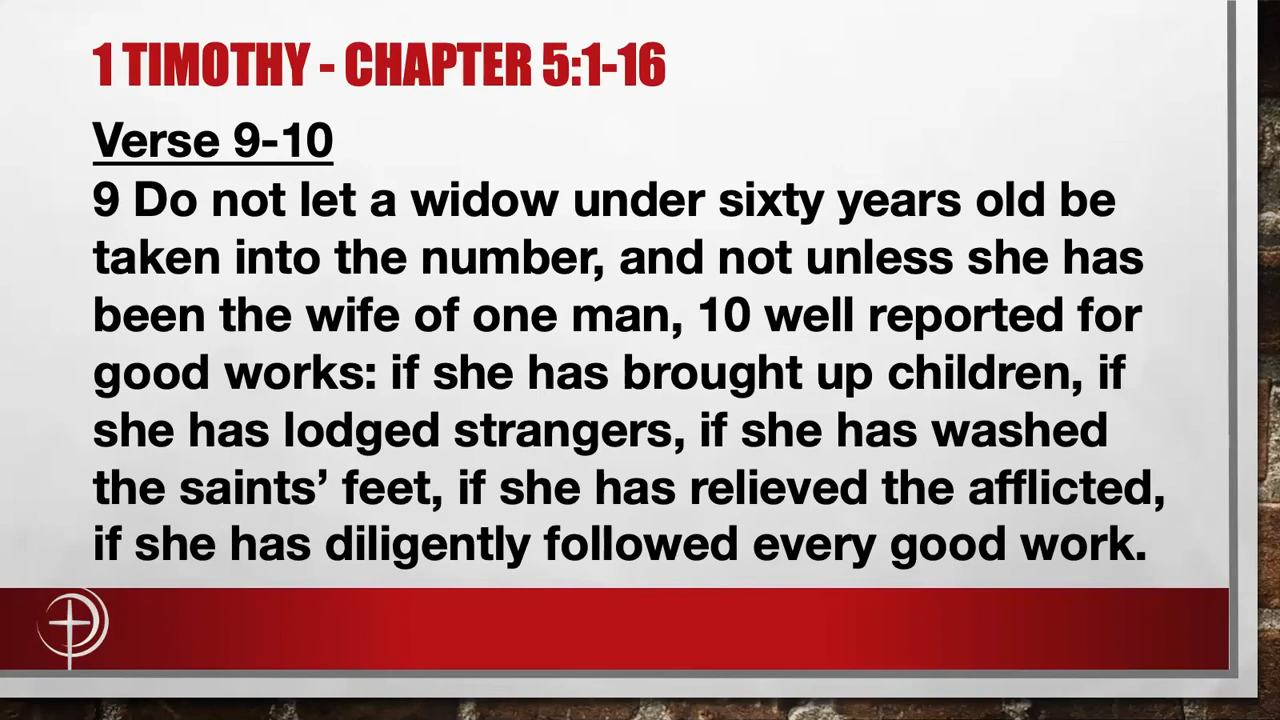 1 TIMOTHY - CHAPTER 5:1-16
Verse 9-10
9 Do not let a widow under sixty years old be
taken into the number, and not unless she has
been the wife of one man, 10 well reported for
good works: if she has brought up children, if
she has lodged strangers, if she has washed
the saints’ feet, if she has relieved the afflicted,
if she has diligently followed every good work.